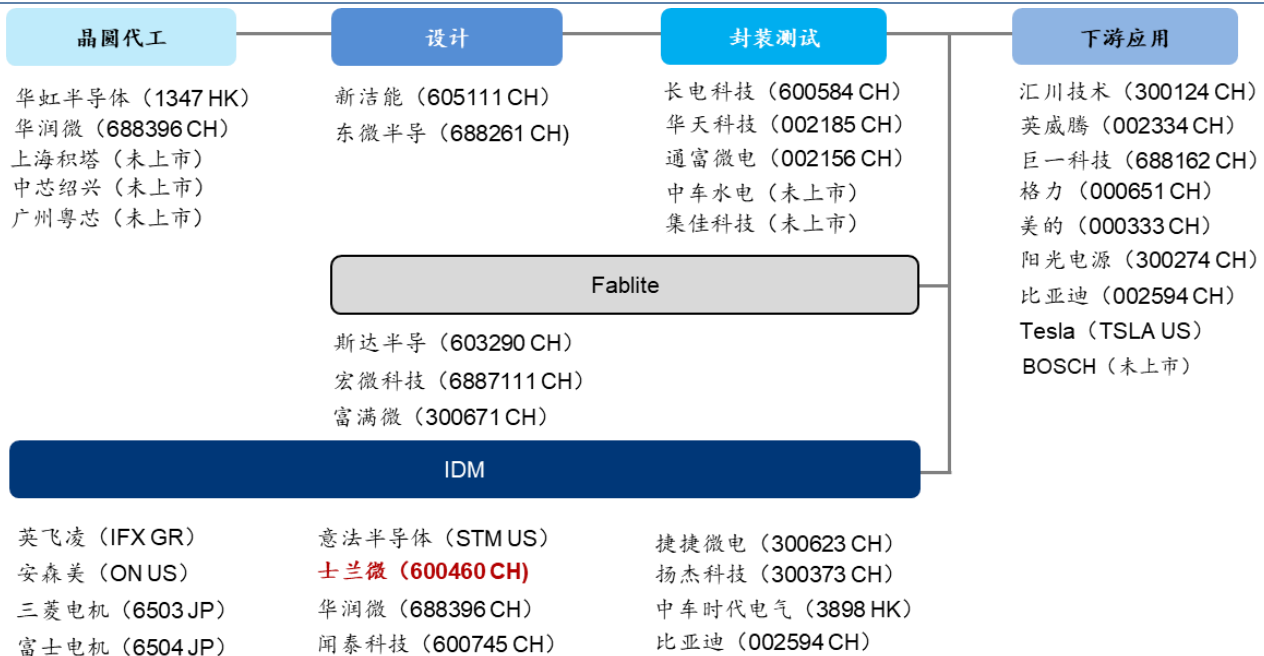 晶圆代工
设计
封装测试
下游应用
华虹半导体（1347 HK）
华润微（688396 CH）
上海积塔（未上市）
中芯绍兴（未上市）
广州粤芯（未上市）
新洁能（605111 CH）
东微半导（688261 CH)
长电科技（600584 CH）
华天科技（002185 CH）
通富微电（002156 CH）
中车水电（未上市）
集佳科技（未上市）
汇川技术（300124 CH）
英威腾（002334 CH）
巨一科技（688162 CH）
格力（000651 CH）
美的（000333 CH）
阳光电源（300274 CH）
比亚迪（002594 CH）
Tesla（TSLA US）
BOSCH（未上市）
Fablite
斯达半导（603290 CH）
宏微科技（6887111 CH）
富满微（300671 CH）
IDM
英飞凌（IFX GR）
安森美（ON US）
三菱电机（6503 JP）
富士电机（6504 JP）
意法半导体（STM US）
士兰微（600460 CH)
华润微（688396 CH）
闻泰科技（600745 CH）
捷捷微电（300623 CH）
扬杰科技（300373 CH）
中车时代电气（3898 HK）
比亚迪（002594 CH）